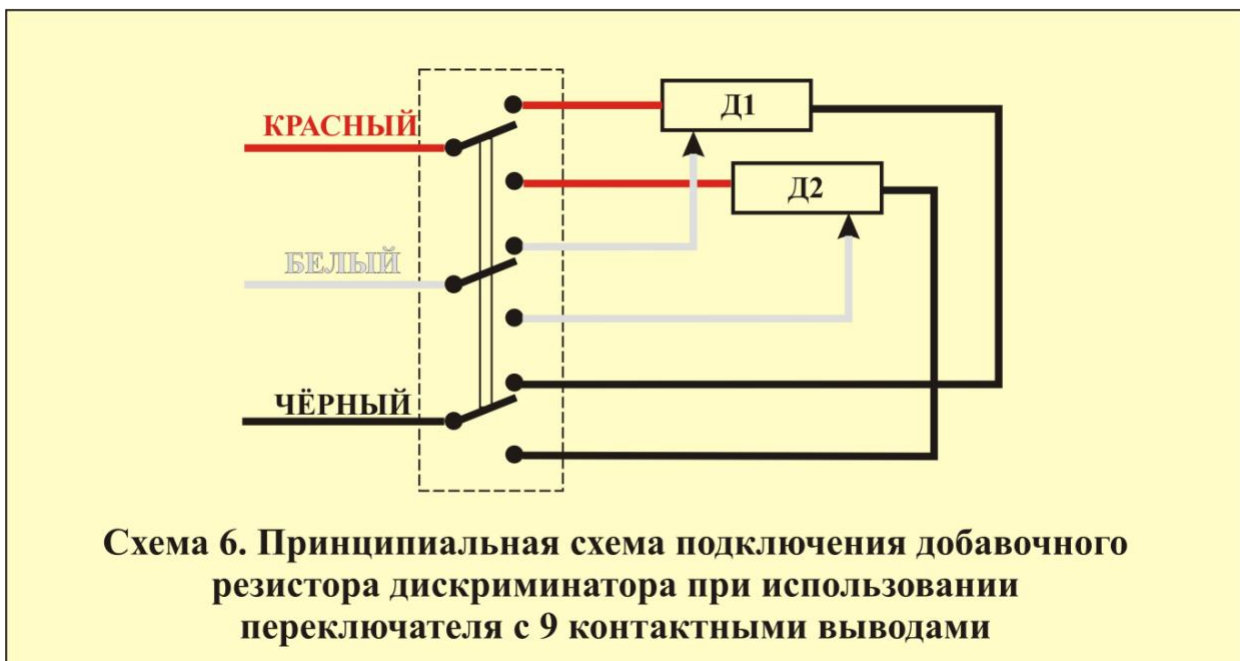 КРАСНЫЙ
Д1
Д2
БЕЛЫЙ
ЧЁРНЫЙ
Схема 6. Принципиальная схема подключения добавочного
резистора дискриминатора при использовании
переключателя с 9 контактными выводами